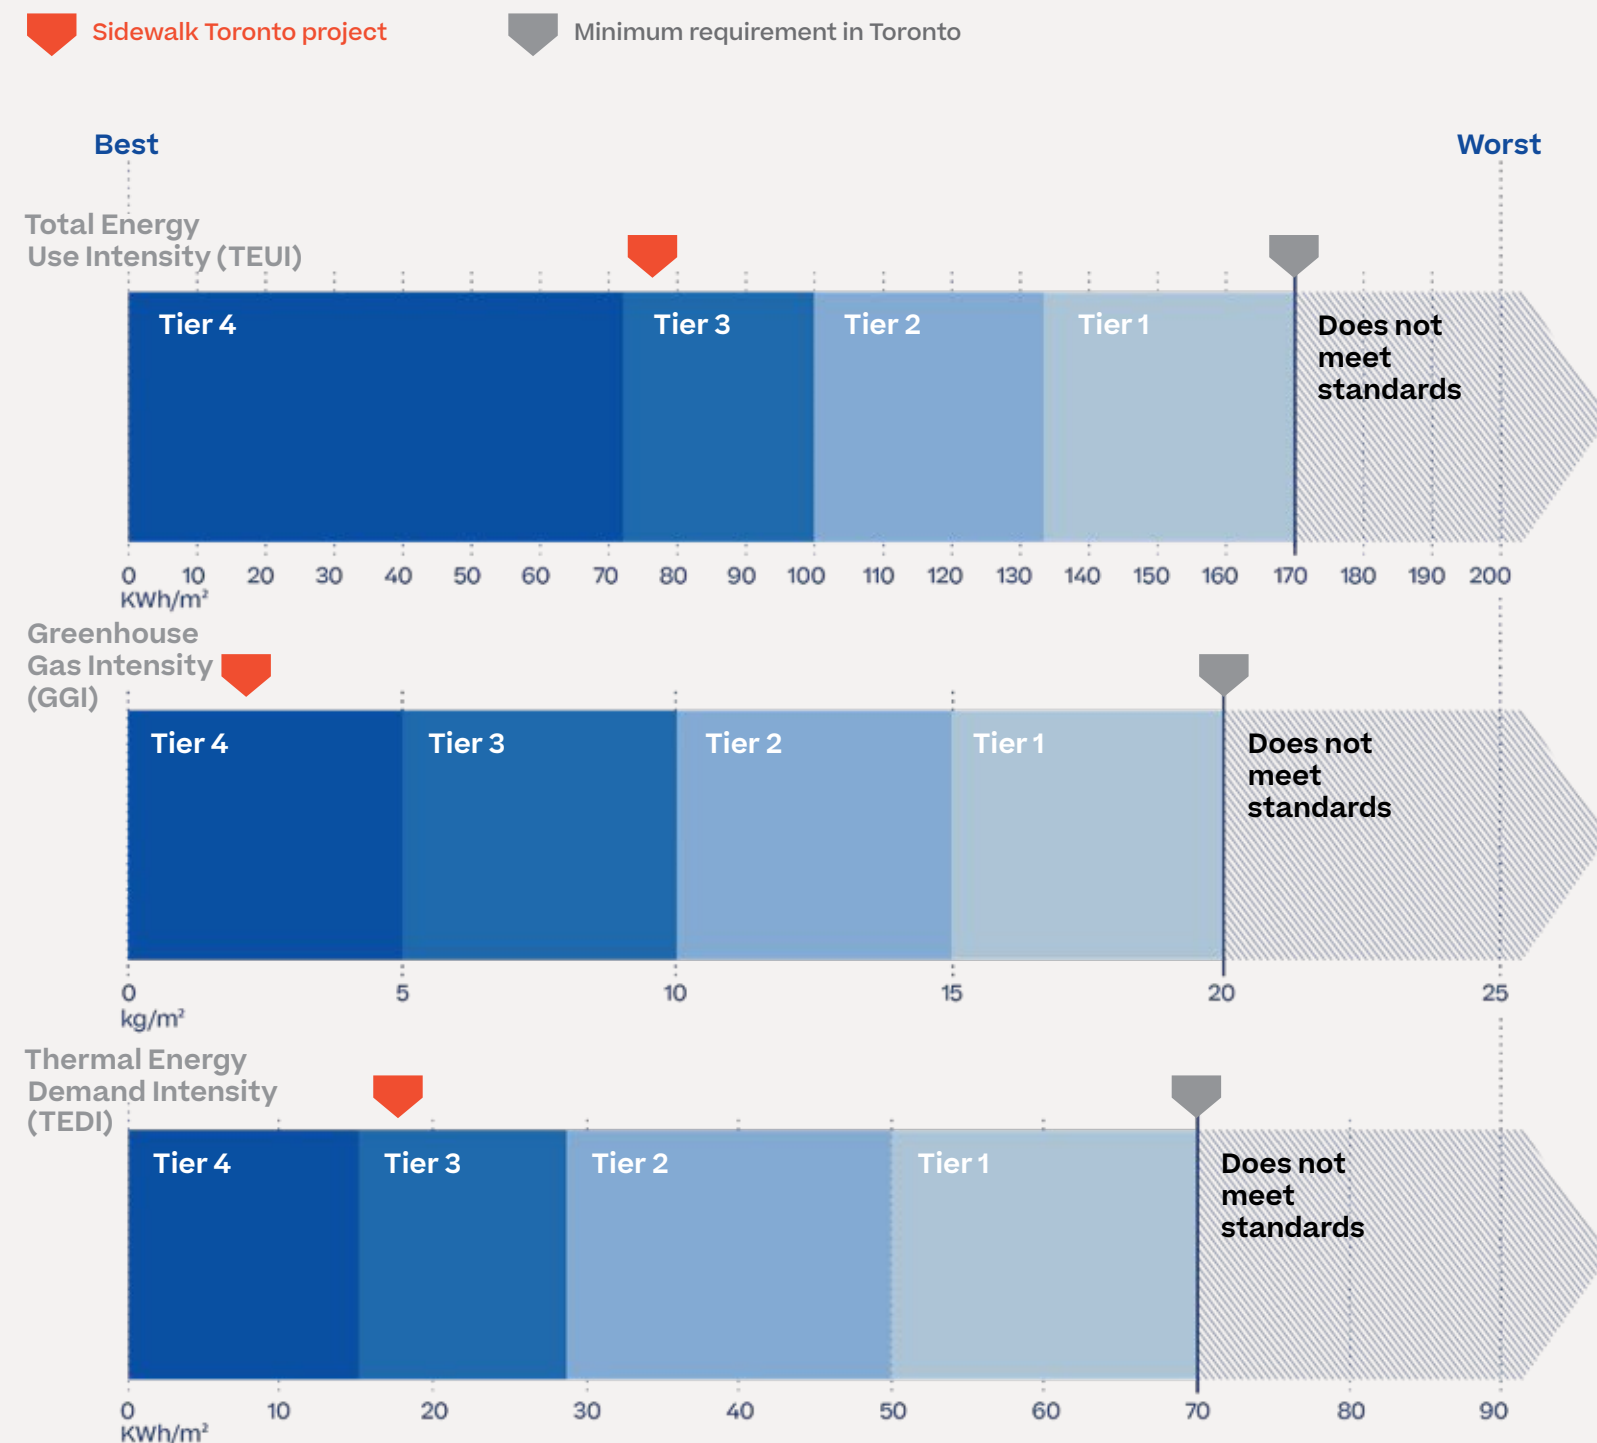 Sidewalk Toronto project
Minimum requirement in Toronto
Best
Worst
Total Energy
Use Intensity (TEUI)
Tier 4
Tier 3
Tier 2
Tier 1
Does not
meet
standards
0 10 20 30 40 50 60 70 80 90 100 110 120 130 140 150 160 170 180 190 200
KWh/m²
Greenhouse
Gas Intensity
(GGI)
Tier 4
Tier 3
Tier 2
Tier 1
Does not
meet
standards
0 5 10 15 20 25
kg/m²
Thermal Energy
Demand Intensity
(TEDI)
Tier 4
Tier 3
Tier 2
Tier 1
Does not
meet
standards
0 10 20 30 40 50 60 70 80 90
KWh/m²